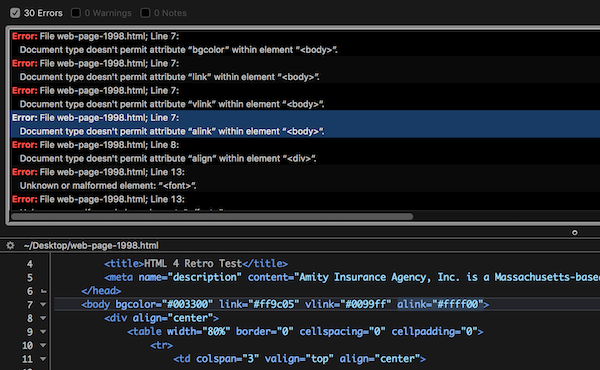 30 Errors 0 Warnings 0 Notes
Error: File web-page-1998.html; Line 7:
Document type doesn't permit attribute “bgcolor” within element “<body>”.
Error: File web-page-1998.html; Line 7:
Document type doesn't permit attribute “link” within element “<body>”.
Error: File web-page-1998.html; Line 7:
Document type doesn't permit attribute “vlink” within element “<body>”.
Error: File web-page-1998.html; Line 7:
Document type doesn't permit attribute “alink” within element “<body>”.
Error: File web-page-1998.html; Line 8:
Document type doesn't permit attribute “align” within element “<div>”.
Error: File web-page-1998.html; Line 13:
Unknown or malformed element: “<font>”.
Error: File web-page-1998.html; Line 13:
~/Desktop/web-page-1998.html
4 <title>HTML 4 Retro Test</title>
5 <meta name="description" content="Amity Insurance Agency, Inc. is a Massachusetts-base
6 </head>
7 <body bgcolor="#003300" link="#ff9c05" vlink="#0099ff" alink="#ffff00">
8 <div align="center">
9 <table width="80%" border="0" cellspacing="0" cellpadding="0">
10 <tr>
11 <td colspan="3" valign="top" align="center">